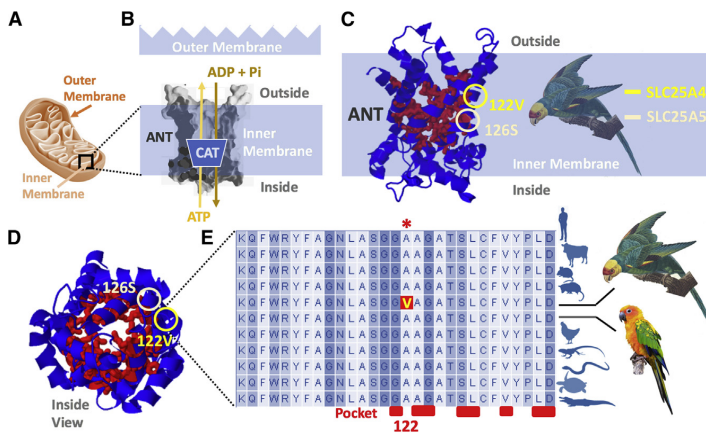 A
Outer
Membrane
Inner
Membrane
B
Outer Membrane
ADP + Pi
Outside
ANT
Inner
Membrane
CAT
Inside
ATP
C
Outside
ANT
122V
126S
SLC25A4
SLC25A5
Inner Membrane
Inside
D
126S
122V
Inside
View
E
*
K Q F W R Y F A G N L A S G G A A G A T S L C F V Y P L D
K Q F W R Y F A G N L A S G G A A G A T S L C F V Y P L D
K Q F W R Y F A G N L A S G G A A G A T S L C F V Y P L D
K Q F W R Y F A G N L A S G G A A G A T S L C F V Y P L D
K Q F W R Y F A G N L A S G G V A G A T S L C F V Y P L D
K Q F W R Y F A G N L A S G G A A G A T S L C F V Y P L D
K Q F W R Y F A G N L A S G G A A G A T S L C F V Y P L D
K Q F W R Y F A G N L A S G G A A G A T S L C F V Y P L D
K Q F W R Y F A G N L A S G G A A G A T S L C F V Y P L D
K Q F W R Y F A G N L A S G G A A G A T S L C F V Y P L D
K Q F W R Y F A G N L A S G G A A G A T S L C F V Y P L D
Pocket
122